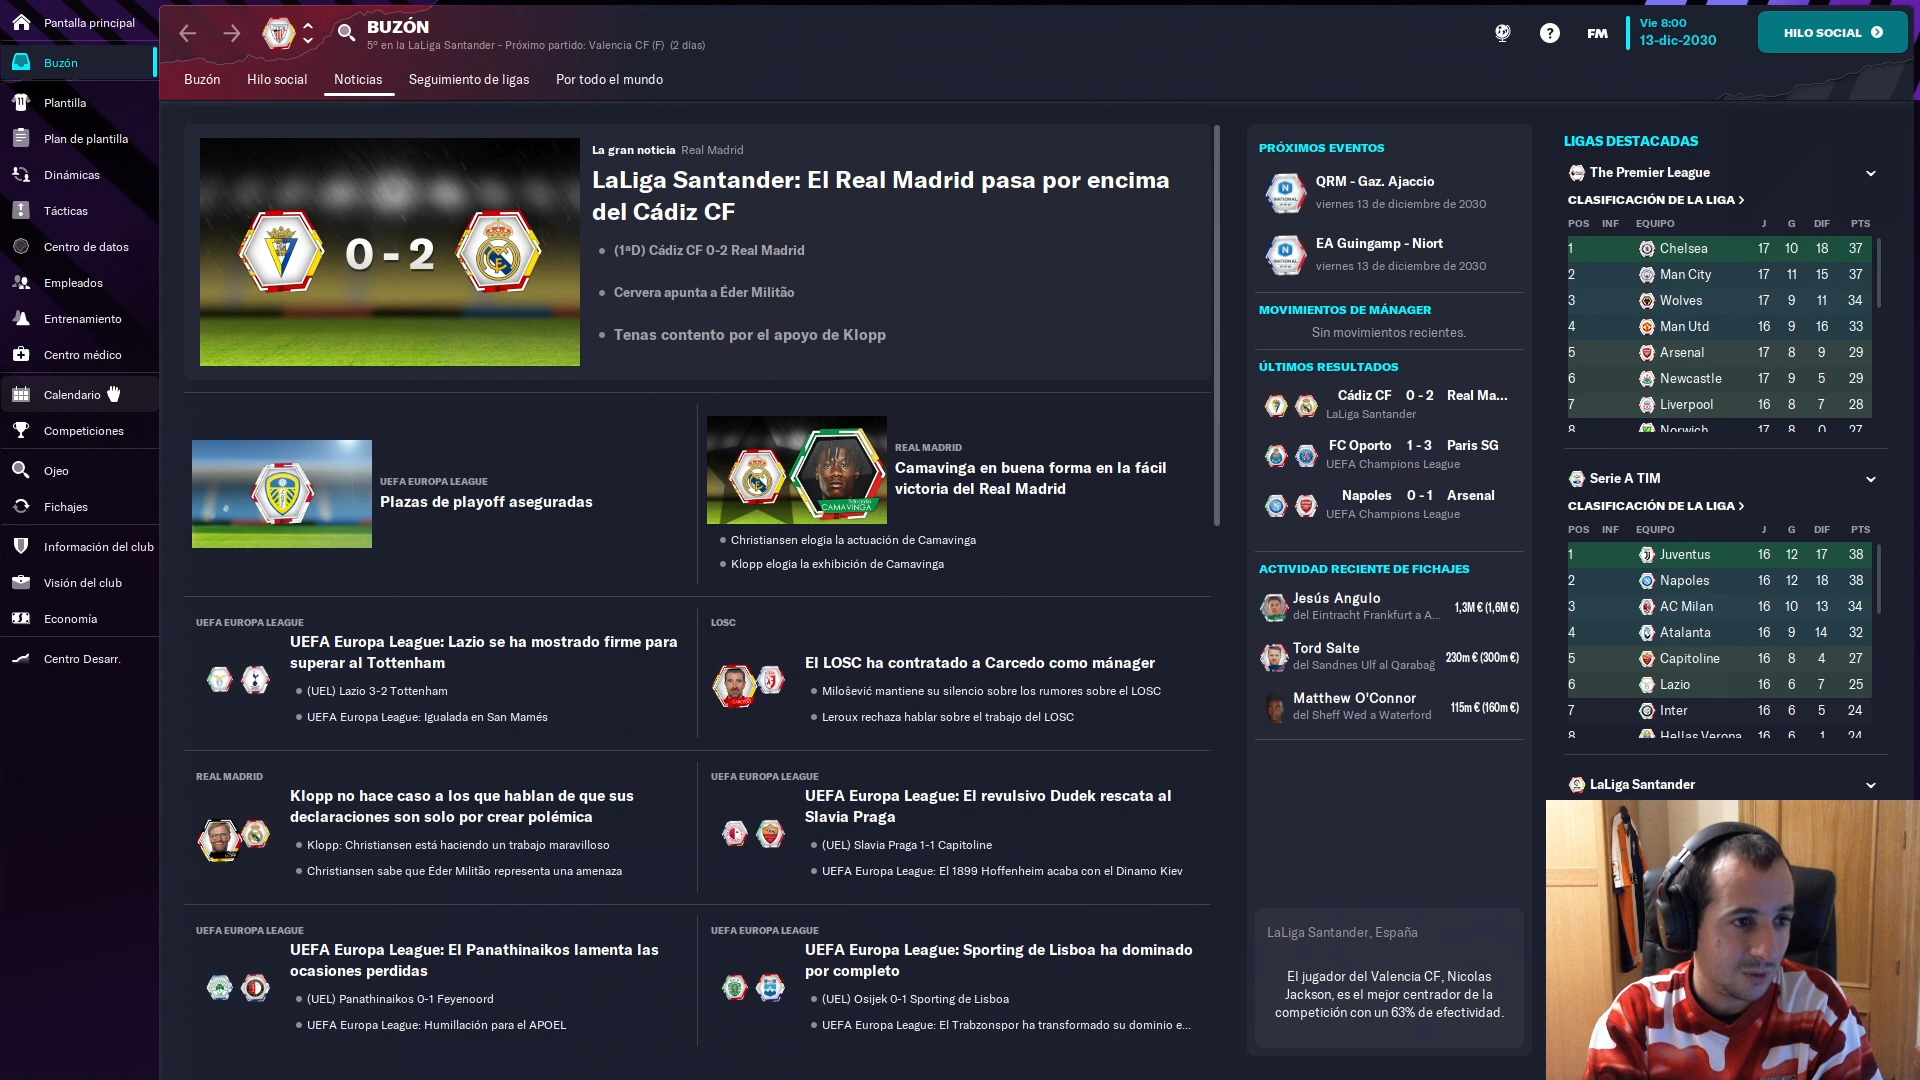 Pantalla principal
Buzón
Plantilla
Plan de plantilla
Dinámicas
Tácticas
Centro de datos
Empleados
Entrenamiento
Centro médico
Calendario
Competiciones
Ojeo
Fichajes
Información del club
Visión del club
Economía
Centro Desarr.
BUZÓN
5º en la LaLiga Santander - Próximo partido: Valencia CF (F) (2 días)
FM
Vie 8:00
13-dic-2030
HILO SOCIAL
Buzón Hilo social Noticias Seguimiento de ligas Por todo el mundo
0 - 2
La gran noticia Real Madrid
LaLiga Santander: El Real Madrid pasa por encima
del Cádiz CF
(1ªD) Cádiz CF 0-2 Real Madrid
Cervera apunta a Éder Militão
Tenas contento por el apoyo de Klopp
UEFA EUROPA LEAGUE
Plazas de playoff aseguradas
CAMAVINGA
REAL MADRID
Camavinga en buena forma en la fácil
victoria del Real Madrid
Christiansen elogia la actuación de Camavinga
Klopp elogia la exhibición de Camavinga
UEFA EUROPA LEAGUE
UEFA Europa League: Lazio se ha mostrado firme para
superar al Tottenham
(UEL) Lazio 3-2 Tottenham
UEFA Europa League: Igualada en San Mamés
LOSC
El LOSC ha contratado a Carcedo como mánager
Milošević mantiene su silencio sobre los rumores sobre el LOSC
Leroux rechaza hablar sobre el trabajo del LOSC
REAL MADRID
Klopp no hace caso a los que hablan de que sus
declaraciones son solo por crear polémica
Klopp: Christiansen está haciendo un trabajo maravilloso
Christiansen sabe que Éder Militão representa una amenaza
UEFA EUROPA LEAGUE
UEFA Europa League: El revulsivo Dudek rescata al
Slavia Praga
(UEL) Slavia Praga 1-1 Capitoline
UEFA Europa League: El 1899 Hoffenheim acaba con el Dinamo Kiev
UEFA EUROPA LEAGUE
UEFA Europa League: El Panathinaikos lamenta las
ocasiones perdidas
(UEL) Panathinaikos 0-1 Feyenoord
UEFA Europa League: Humillación para el APOEL
UEFA EUROPA LEAGUE
UEFA Europa League: Sporting de Lisboa ha dominado
por completo
(UEL) Osijek 0-1 Sporting de Lisboa
UEFA Europa League: El Trabzonspor ha transformado su dominio e...
PRÓXIMOS EVENTOS
QRM - Gaz. Ajaccio
viernes 13 de diciembre de 2030
EA Guingamp - Niort
viernes 13 de diciembre de 2030
MOVIMIENTOS DE MÁNAGER
Sin movimientos recientes.
ÚLTIMOS RESULTADOS
Cádiz CF 0 - 2 Real Ma...
LaLiga Santander
FC Oporto 1 - 3 Paris SG
UEFA Champions League
Napoles 0 - 1 Arsenal
UEFA Champions League
ACTIVIDAD RECIENTE DE FICHAJES
Jesús Angulo
del Eintracht Frankfurt a A...
1,3M € (1,6M €)
Tord Salte
del Sandnes Ulf al Qarabağ
230m € (300m €)
Matthew O'Connor
del Sheff Wed a Waterford
115m € (160m €)
LaLiga Santander, España
El jugador del Valencia CF, Nicolas
Jackson, es el mejor centrador de la
competición con un 63% de efectividad.
LIGAS DESTACADAS
The Premier League
CLASIFICACIÓN DE LA LIGA
POS INF EQUIPO J G DIF PTS
1 Chelsea 17 10 18 37
2 Man City 17 11 15 37
3 Wolves 17 9 11 34
4 Man Utd 16 9 16 33
5 Arsenal 17 8 9 29
6 Newcastle 17 9 5 29
7 Liverpool 16 8 7 28
8 Norwich 17 8 0 27
Serie A TIM
CLASIFICACIÓN DE LA LIGA
POS INF EQUIPO J G DIF PTS
1 Juventus 16 12 17 38
2 Napoles 16 12 18 38
3 AC Milan 16 10 13 34
4 Atalanta 16 9 14 32
5 Capitoline 16 8 4 27
6 Lazio 16 6 7 25
7 Inter 16 6 5 24
8 Hellas Verona 16 6 1 24
LaLiga Santander